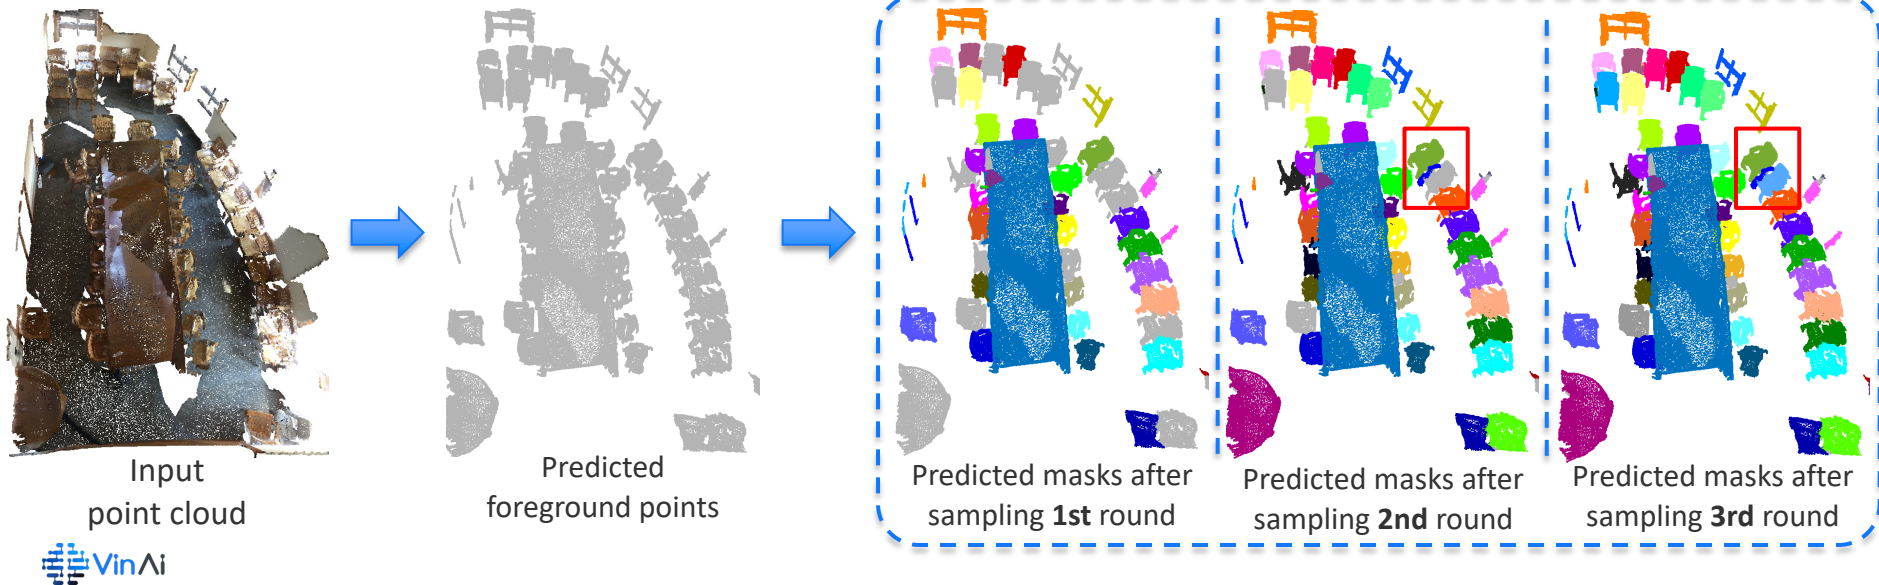 Input
point cloud
Predicted
foreground points
Predicted masks after
sampling 1st round
Predicted masks after
sampling 2nd round
Predicted masks after
sampling 3rd round
VinAi